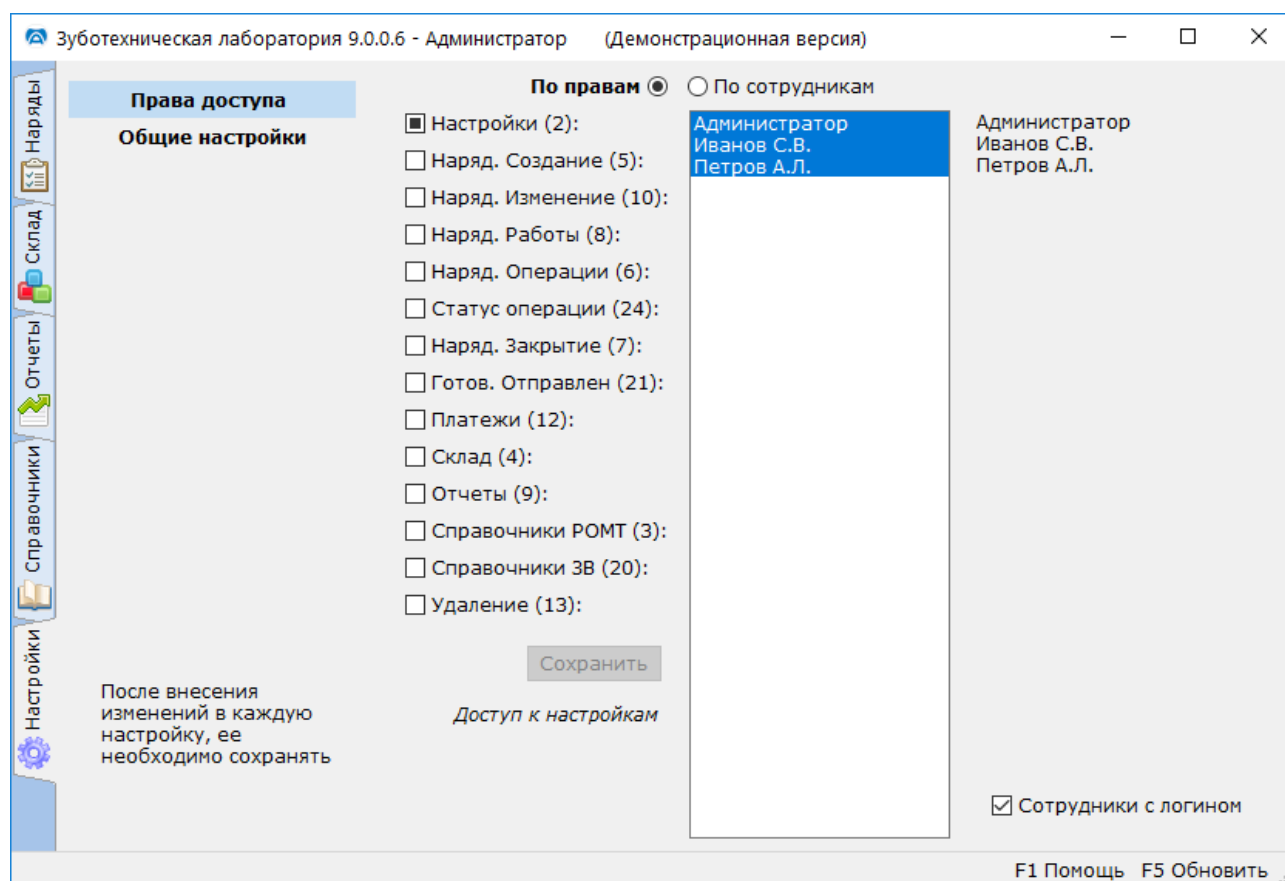 Зуботехническая лаборатория 9.0.0.6 - Администратор (Демонстрационная версия)
Наряды
Склад
Отчеты
Справочники
Настройки
Права доступа
Общие настройки
После внесения
изменений в каждую
настройку, ее
необходимо сохранять
По правам
По сотрудникам
Настройки (2):
Наряд. Создание (5):
Наряд. Изменение (10):
Наряд. Работы (8):
Наряд. Операции (6):
Статус операции (24):
Наряд. Закрытие (7):
Готов. Отправлен (21):
Платежи (12):
Склад (4):
Отчеты (9):
Справочники РОМТ (3):
Справочники ЗВ (20):
Удаление (13):
Сохранить
Доступ к настройкам
Администратор
Иванов С.В.
Петров А.Л.
Администратор
Иванов С.В.
Петров А.Л.
Сотрудники с логином
F1 Помощь F5 Обновить